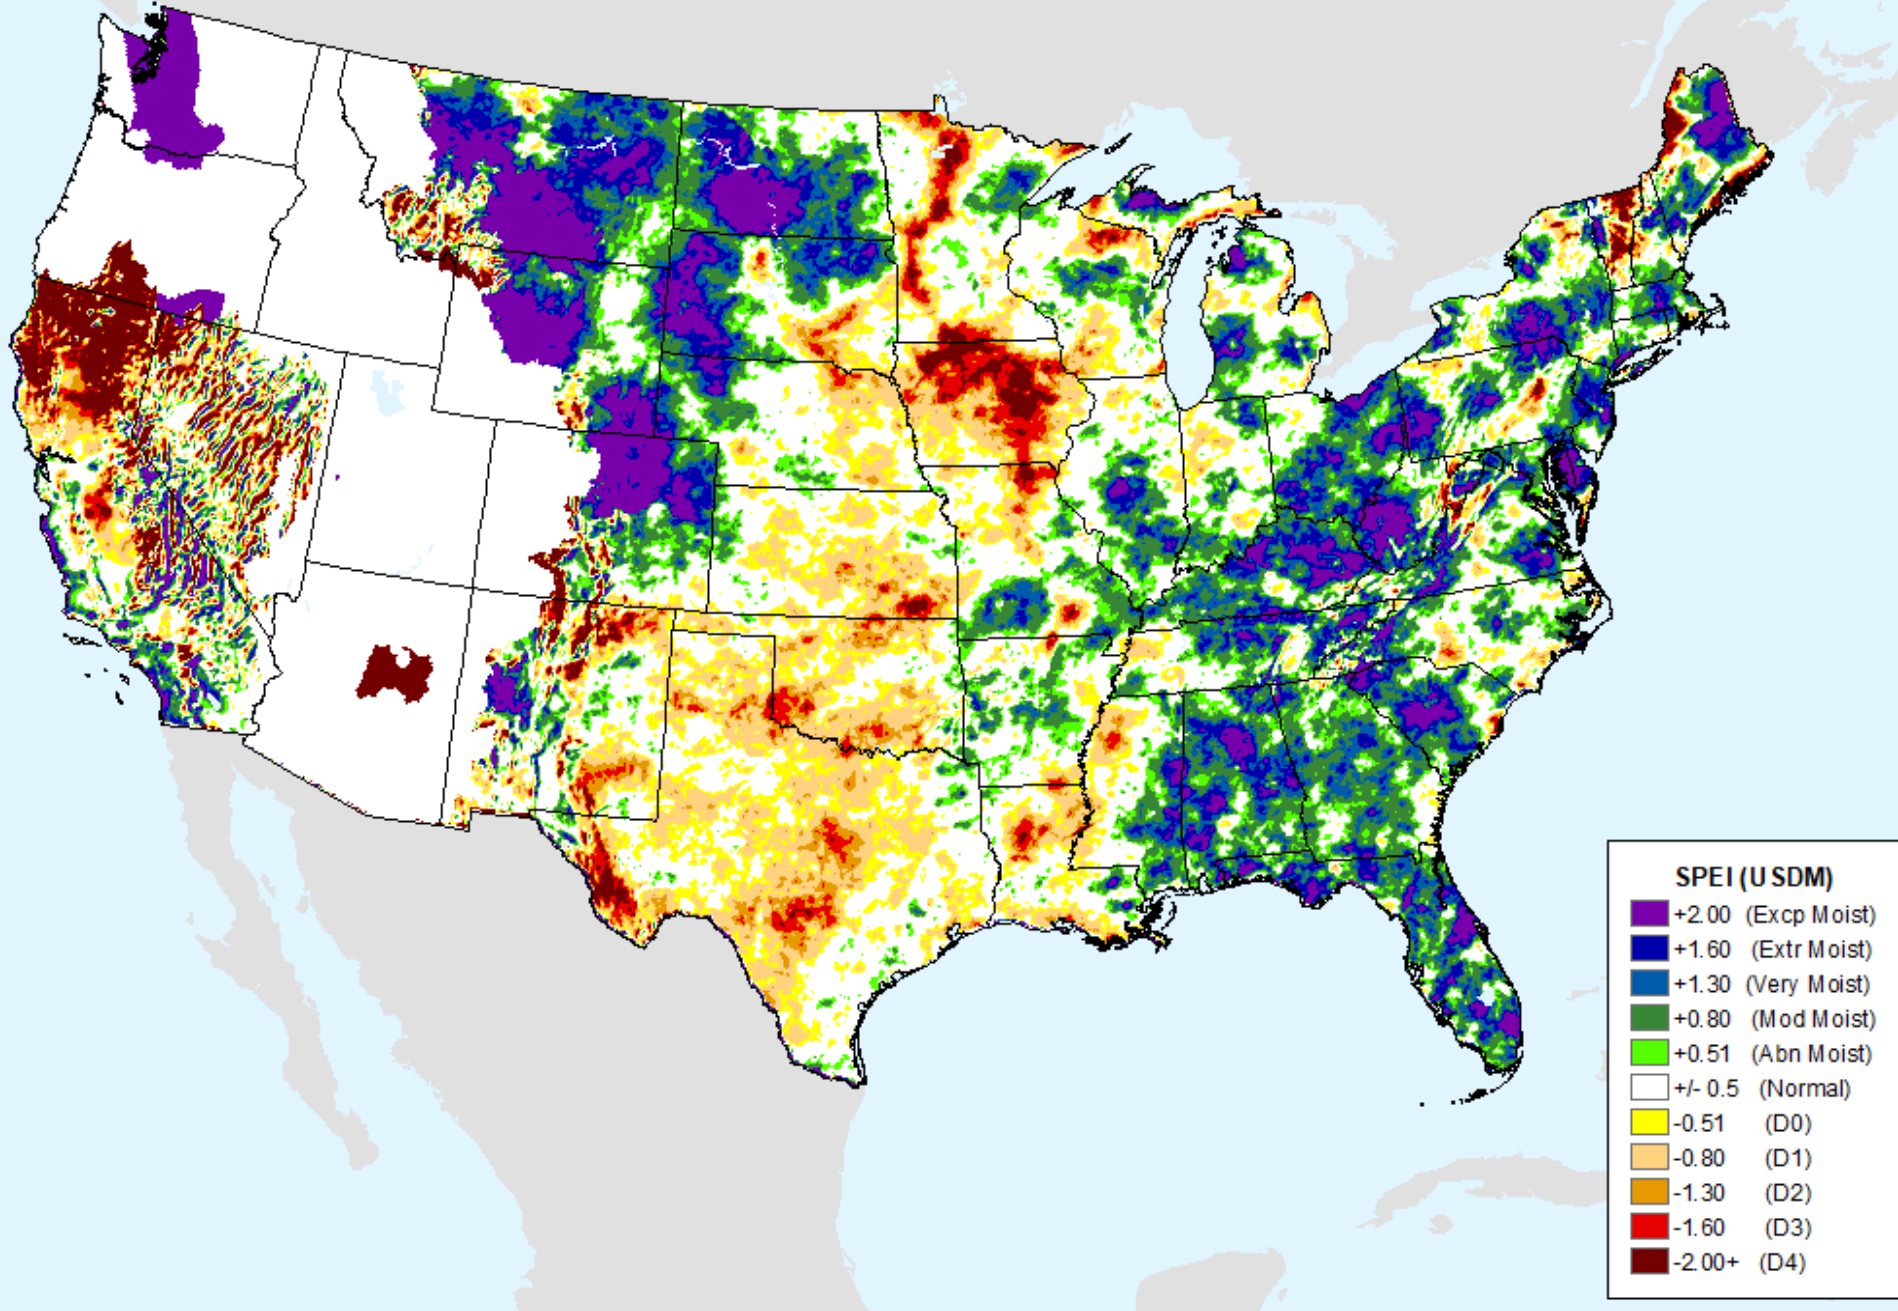 SPEI (USDM)
+2.00 (Excp Moist)
+1.60 (Extr Moist)
+1.30 (Very Moist)
+0.80 (Mod Moist)
+0.51 (Abn Moist)
+/- 0.5 (Normal)
-0.51 (D0)
-0.80 (D1)
-1.30 (D2)
-1.60 (D3)
-2.00+ (D4)